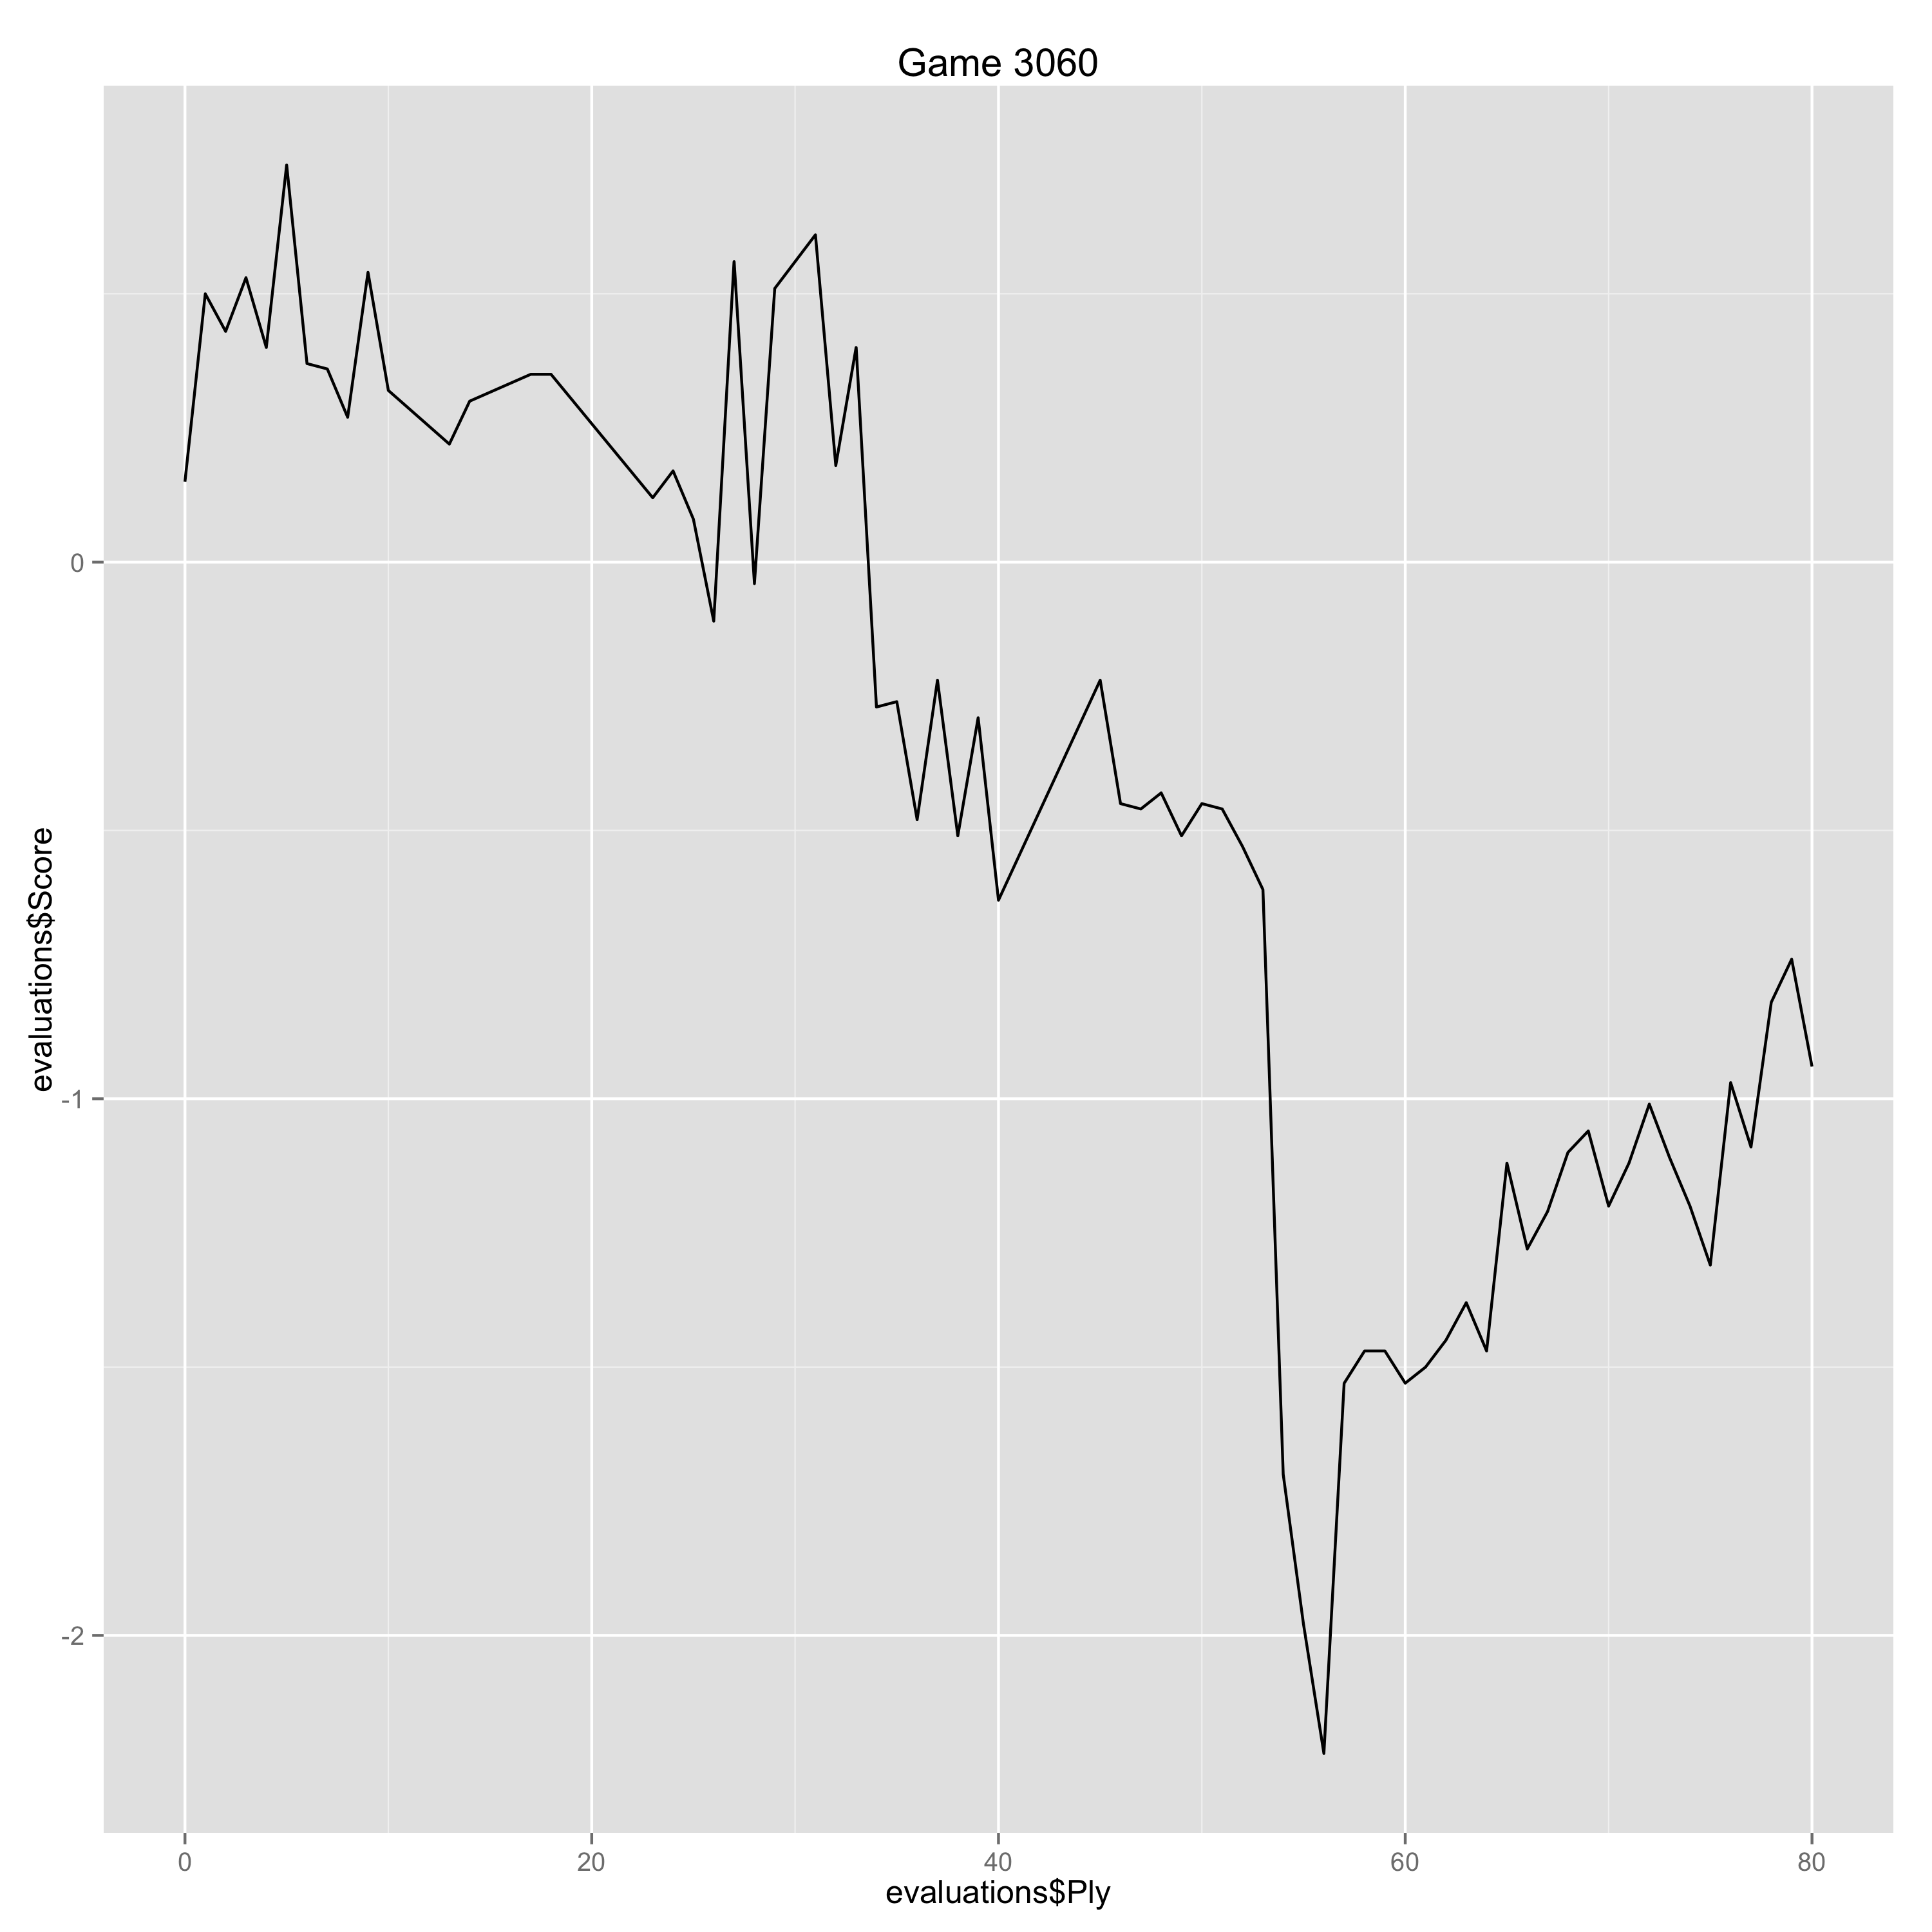 Game 3060
evaluations$Score
0
-1
-2
0 20 40 60 80
evaluations$Ply